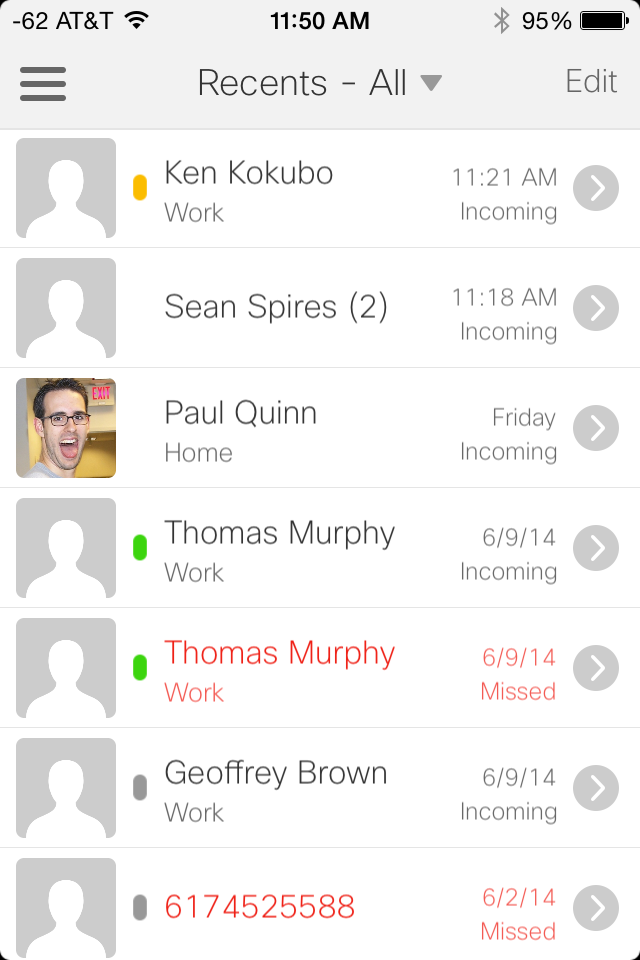 -62 AT&T 11:50 AM 95%
Recents - All Edit
Ken Kokubo 11:21 AM
Work Incoming
Sean Spires (2) 11:18 AM
Incoming
EXIT
Paul Quinn Friday
Home Incoming
Thomas Murphy 6/9/14
Work Incoming
Thomas Murphy 6/9/14
Work Missed
Geoffrey Brown 6/9/14
Work Incoming
6174525588 6/2/14
Missed